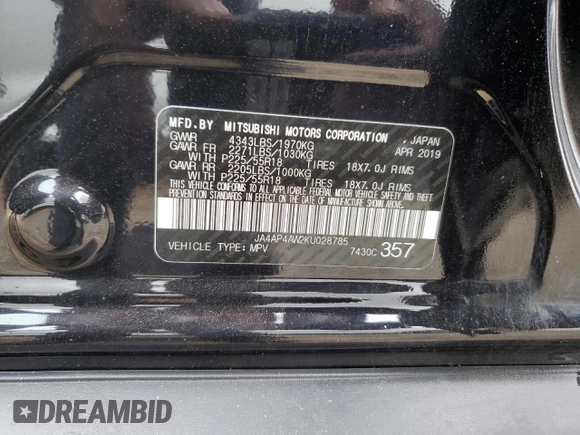 MFD.BY MITSUBISHI MOTORS CORPORATION , JAPAN
GVWR 4343LBS/1970KG APR 2019
GAWR FR 2271LBS/1030KG
WITH P225/55R18 TIRES 18X7.0J RIMS
GAWR RR 2205LBS/1000KG
WITH P225/55R18 TIRES 18X7.0J RIMS
THIS VEHICLE CONFORMS TO ALL APPLICABLE FEDERAL MOTOR VEHICLE SAFETY AND THEFT
PREVENTION STANDARDS IN EFFECT ON THE DATE OF MANUFACTURE SHOWN ABOVE.
JA4AP4AW2KU028785
VEHICLE TYPE: MPV 7430C 357
DREAMBID